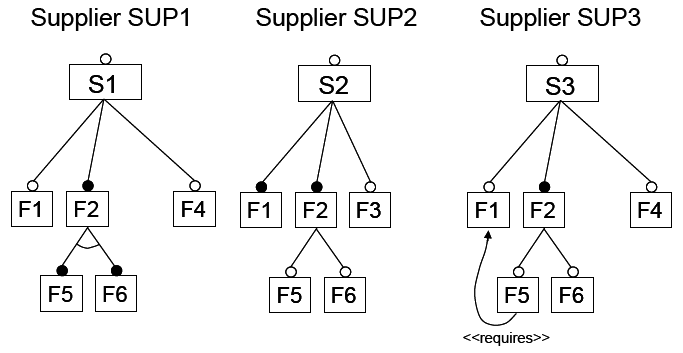 Supplier SUP1 Supplier SUP2 Supplier SUP3
S1 S2 S3
F1 F2 F4 F1 F2 F3 F1 F2 F4
F5 F6 F5 F6 F5 F6
<<requires>>